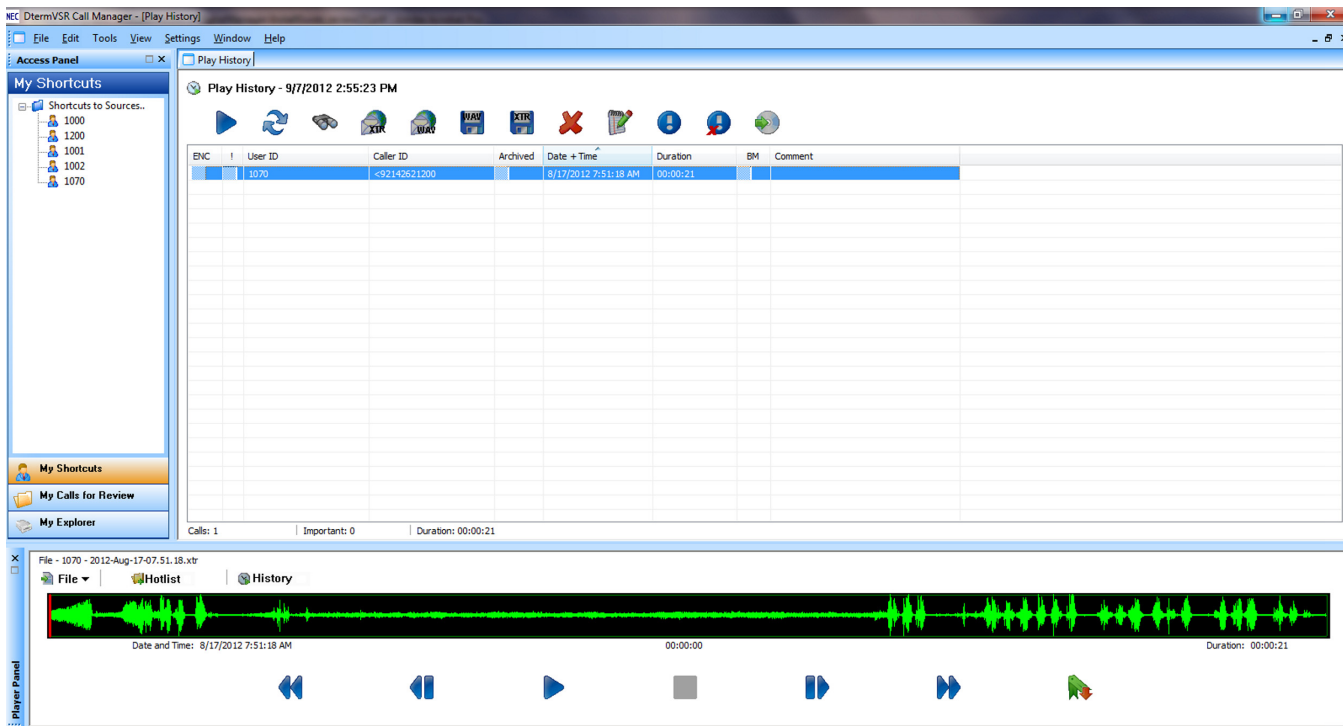 NEC DtermVSR Call Manager - [Play History]
File Edit Tools View Settings Window Help
Access Panel
Play History
My Shortcuts
Play History - 9/7/2012 2:55:23 PM
Shortcuts to Sources..
1000
1200
1001
1002
1070
XTR WAV WAV XTR
ENC ! User ID Caller ID Archived Date + Time Duration BM Comment
1070 <92142621200 8/17/2012 7:51:18 AM 00:00:21
My Shortcuts
My Calls for Review
My Explorer
Calls: 1 Important: 0 Duration: 00:00:21
File - 1070 - 2012-Aug-17-07.51.18.xtr
File Hotlist History
Date and Time: 8/17/2012 7:51:18 AM 00:00:00 Duration: 00:00:21
Player Panel